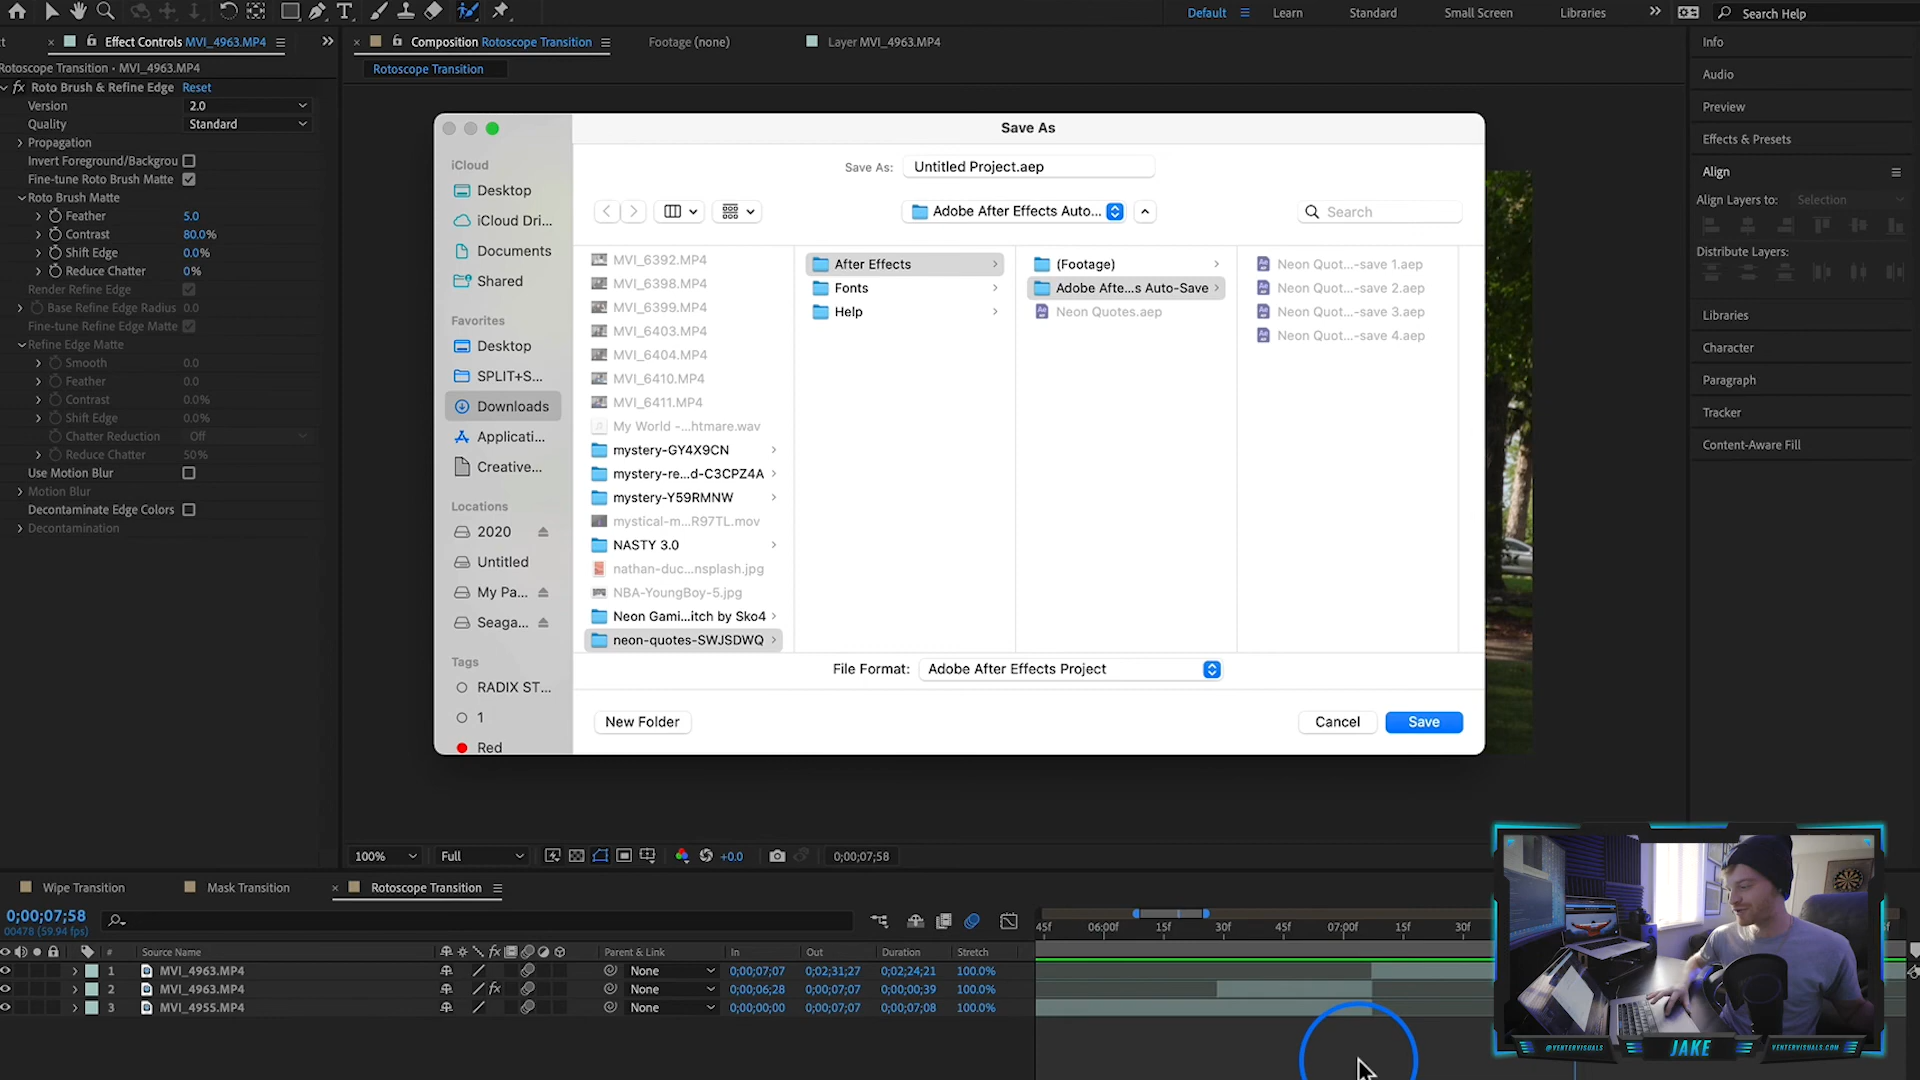 Default
Learn
Standard
Small Screen
Libraries
Search Help
Effect Controls MVI_4963.MP4
Composition Rotoscope Transition
Footage (none)
Layer MVI_4963.MP4
Rotoscope Transition • MVI_4963.MP4
Rotoscope Transition
fx Roto Brush & Refine Edge Reset
Version 2.0
Quality Standard
Propagation
Invert Foreground/Backgrou
Fine-tune Roto Brush Matte
Roto Brush Matte
Feather 5.0
Contrast 80.0%
Shift Edge 0.0%
Reduce Chatter 0%
Render Refine Edge
Base Refine Edge Radius 0.0
Fine-tune Refine Edge Matte
Refine Edge Matte
Smooth 0.0
Feather 0.0
Contrast 0.0%
Shift Edge 0.0%
Chatter Reduction Off
Reduce Chatter 50%
Use Motion Blur
Motion Blur
Decontaminate Edge Colors
Decontamination
Save As
Save As: Untitled Project.aep
Adobe After Effects Auto...
Search
iCloud
Desktop
iCloud Dri...
Documents
Shared
Favorites
Desktop
SPLIT+S...
Downloads
Applicati...
Creative...
Locations
2020
Untitled
My Pa...
Seaga...
Tags
RADIX ST...
1
Red
MVI_6392.MP4
MVI_6398.MP4
MVI_6399.MP4
MVI_6403.MP4
MVI_6404.MP4
MVI_6410.MP4
MVI_6411.MP4
My World -...htmare.wav
mystery-GY4X9CN
mystery-re...d-C3CPZ4A
mystery-Y59RMNW
mystical-m...R97TL.mov
NASTY 3.0
nathan-duc...nsplash.jpg
NBA-YoungBoy-5.jpg
Neon Gami...itch by Sko4
neon-quotes-SWJSDWQ
After Effects
Fonts
Help
(Footage)
Adobe Afte...s Auto-Save
Neon Quotes.aep
Neon Quot...-save 1.aep
Neon Quot...-save 2.aep
Neon Quot...-save 3.aep
Neon Quot...-save 4.aep
File Format: Adobe After Effects Project
New Folder
Cancel
Save
Info
Audio
Preview
Effects & Presets
Align
Align Layers to: Selection
Distribute Layers:
Libraries
Character
Paragraph
Tracker
Content-Aware Fill
100%
Full
+0.0
0;00;07;58
Wipe Transition
Mask Transition
Rotoscope Transition
0;00;07;58
00478 (59.94 fps)
45f 06:00f 15f 30f 45f 07:00f 15f 30f
# Source Name fx Parent & Link In Out Duration Stretch
1 MVI_4963.MP4 None 0;00;07;07 0;02;31;27 0;02;24;21 100.0%
2 MVI_4963.MP4 fx None 0;00;06;28 0;00;07;07 0;00;00;39 100.0%
3 MVI_4955.MP4 None 0;00;00;00 0;00;07;07 0;00;07;08 100.0%
@VENTERVISUALS
JAKE
VENTERVISUALS.COM